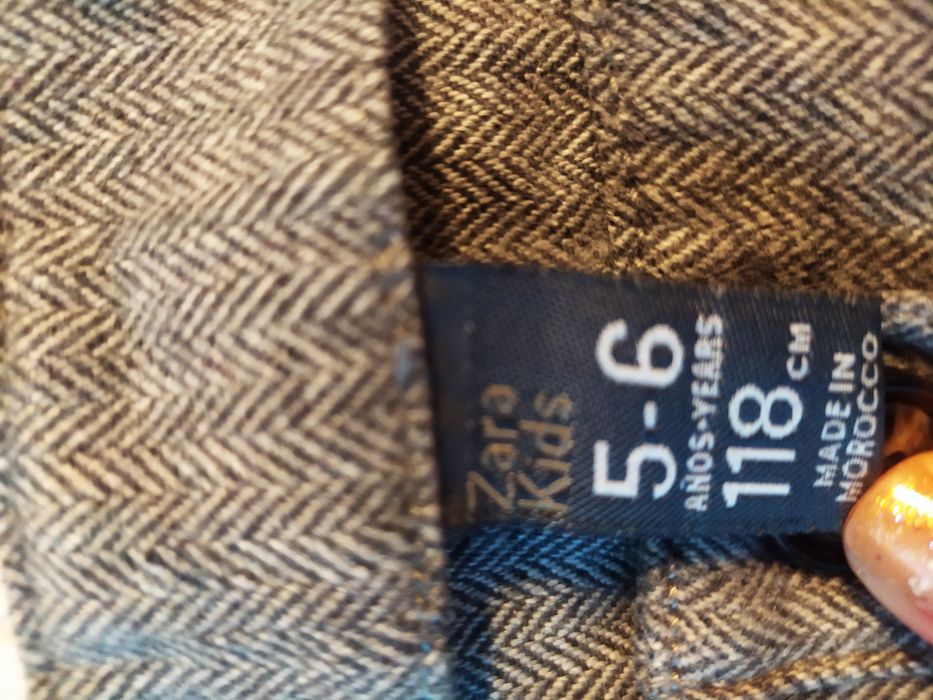 Zara
Kids
5-6
AÑOS·YEARS
118 CM
MADE IN
MOROCCO